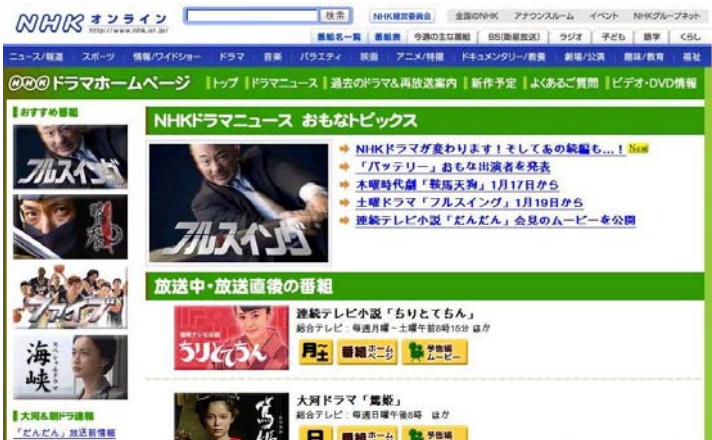 NHKオンライン
http://www.nhk.or.jp/
検索
NHK経営委員会 全国のNHK アナウンスルーム イベント NHKグループネット
番組名一覧 番組表 今週の主な番組 BS(衛星放送) ラジオ 子ども 語学 くらし
ニュース/報道 スポーツ 情報/ワイドショー ドラマ 音楽 バラエティ 映画 アニメ/特撮 ドキュメンタリー/教養 劇場/公演 趣味/教育 福祉
NHKドラマホームページ トップ ドラマニュース 過去のドラマ&再放送案内 新作予定 よくあるご質問 ビデオ・DVD情報
おすすめ番組
フルスイング
ファイブ
海峡
大河&朝ドラ速報
「だんだん」放送前情報
NHKドラマニュース おもなトピックス
フルスイング
NHKドラマが変わります!そしてあの続編も...! New
「バッテリー」おもな出演者を発表
木曜時代劇「鞍馬天狗」1月17日から
土曜ドラマ「フルスイング」1月19日から
連続テレビ小説「だんだん」会見のムービーを公開
放送中・放送直後の番組
連続テレビ小説
ちりとてちん
連続テレビ小説「ちりとてちん」
総合テレビ:毎週月曜~土曜午前8時15分 ほか
月~土 番組ホームページ 予告編ムービー
篤姫
大河ドラマ「篤姫」
総合テレビ:毎週日曜午後8時 ほか
日 番組ホーム 予告編